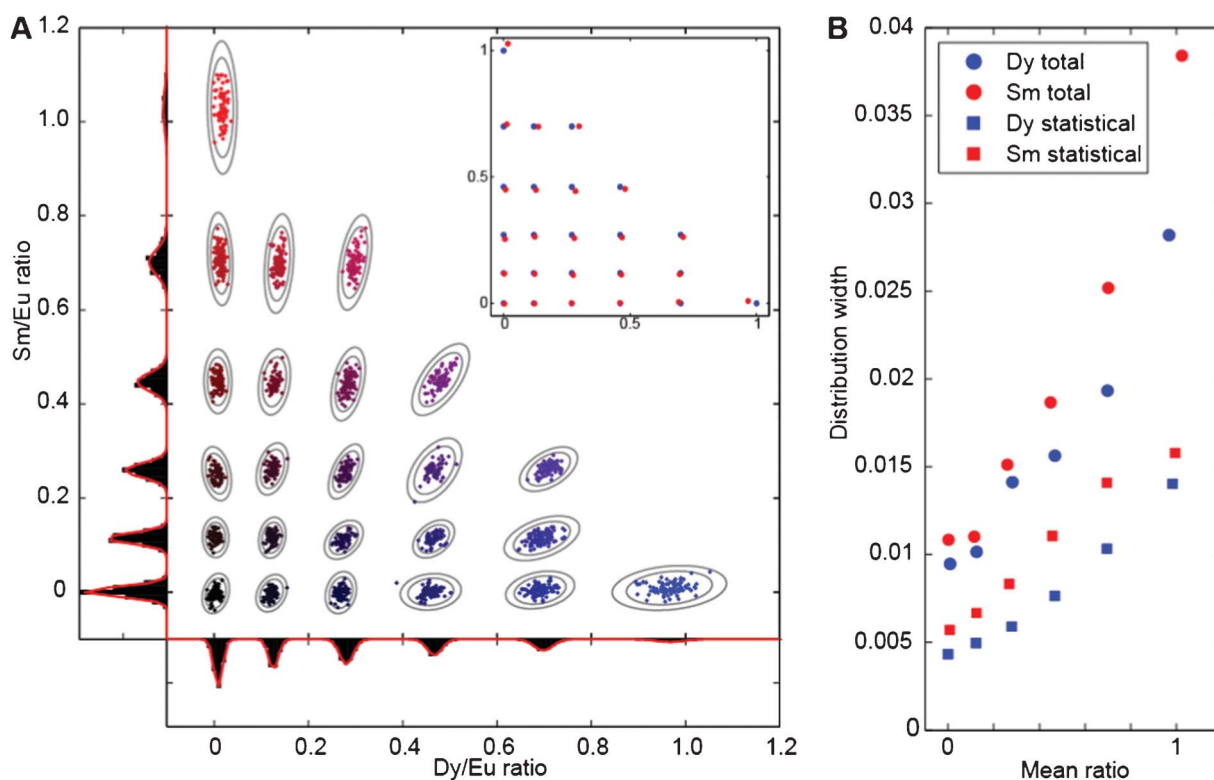 A
1.2
1.0
0.8
0.6
0.4
0.2
0
Sm/Eu ratio
0 0.2 0.4 0.6 0.8 1.0 1.2
Dy/Eu ratio
1
0.5
0
0 0.5 1
B
0.04
0.035
0.03
0.025
0.02
0.015
0.01
0.005
0
Distribution width
Dy total
Sm total
Dy statistical
Sm statistical
0 1
Mean ratio